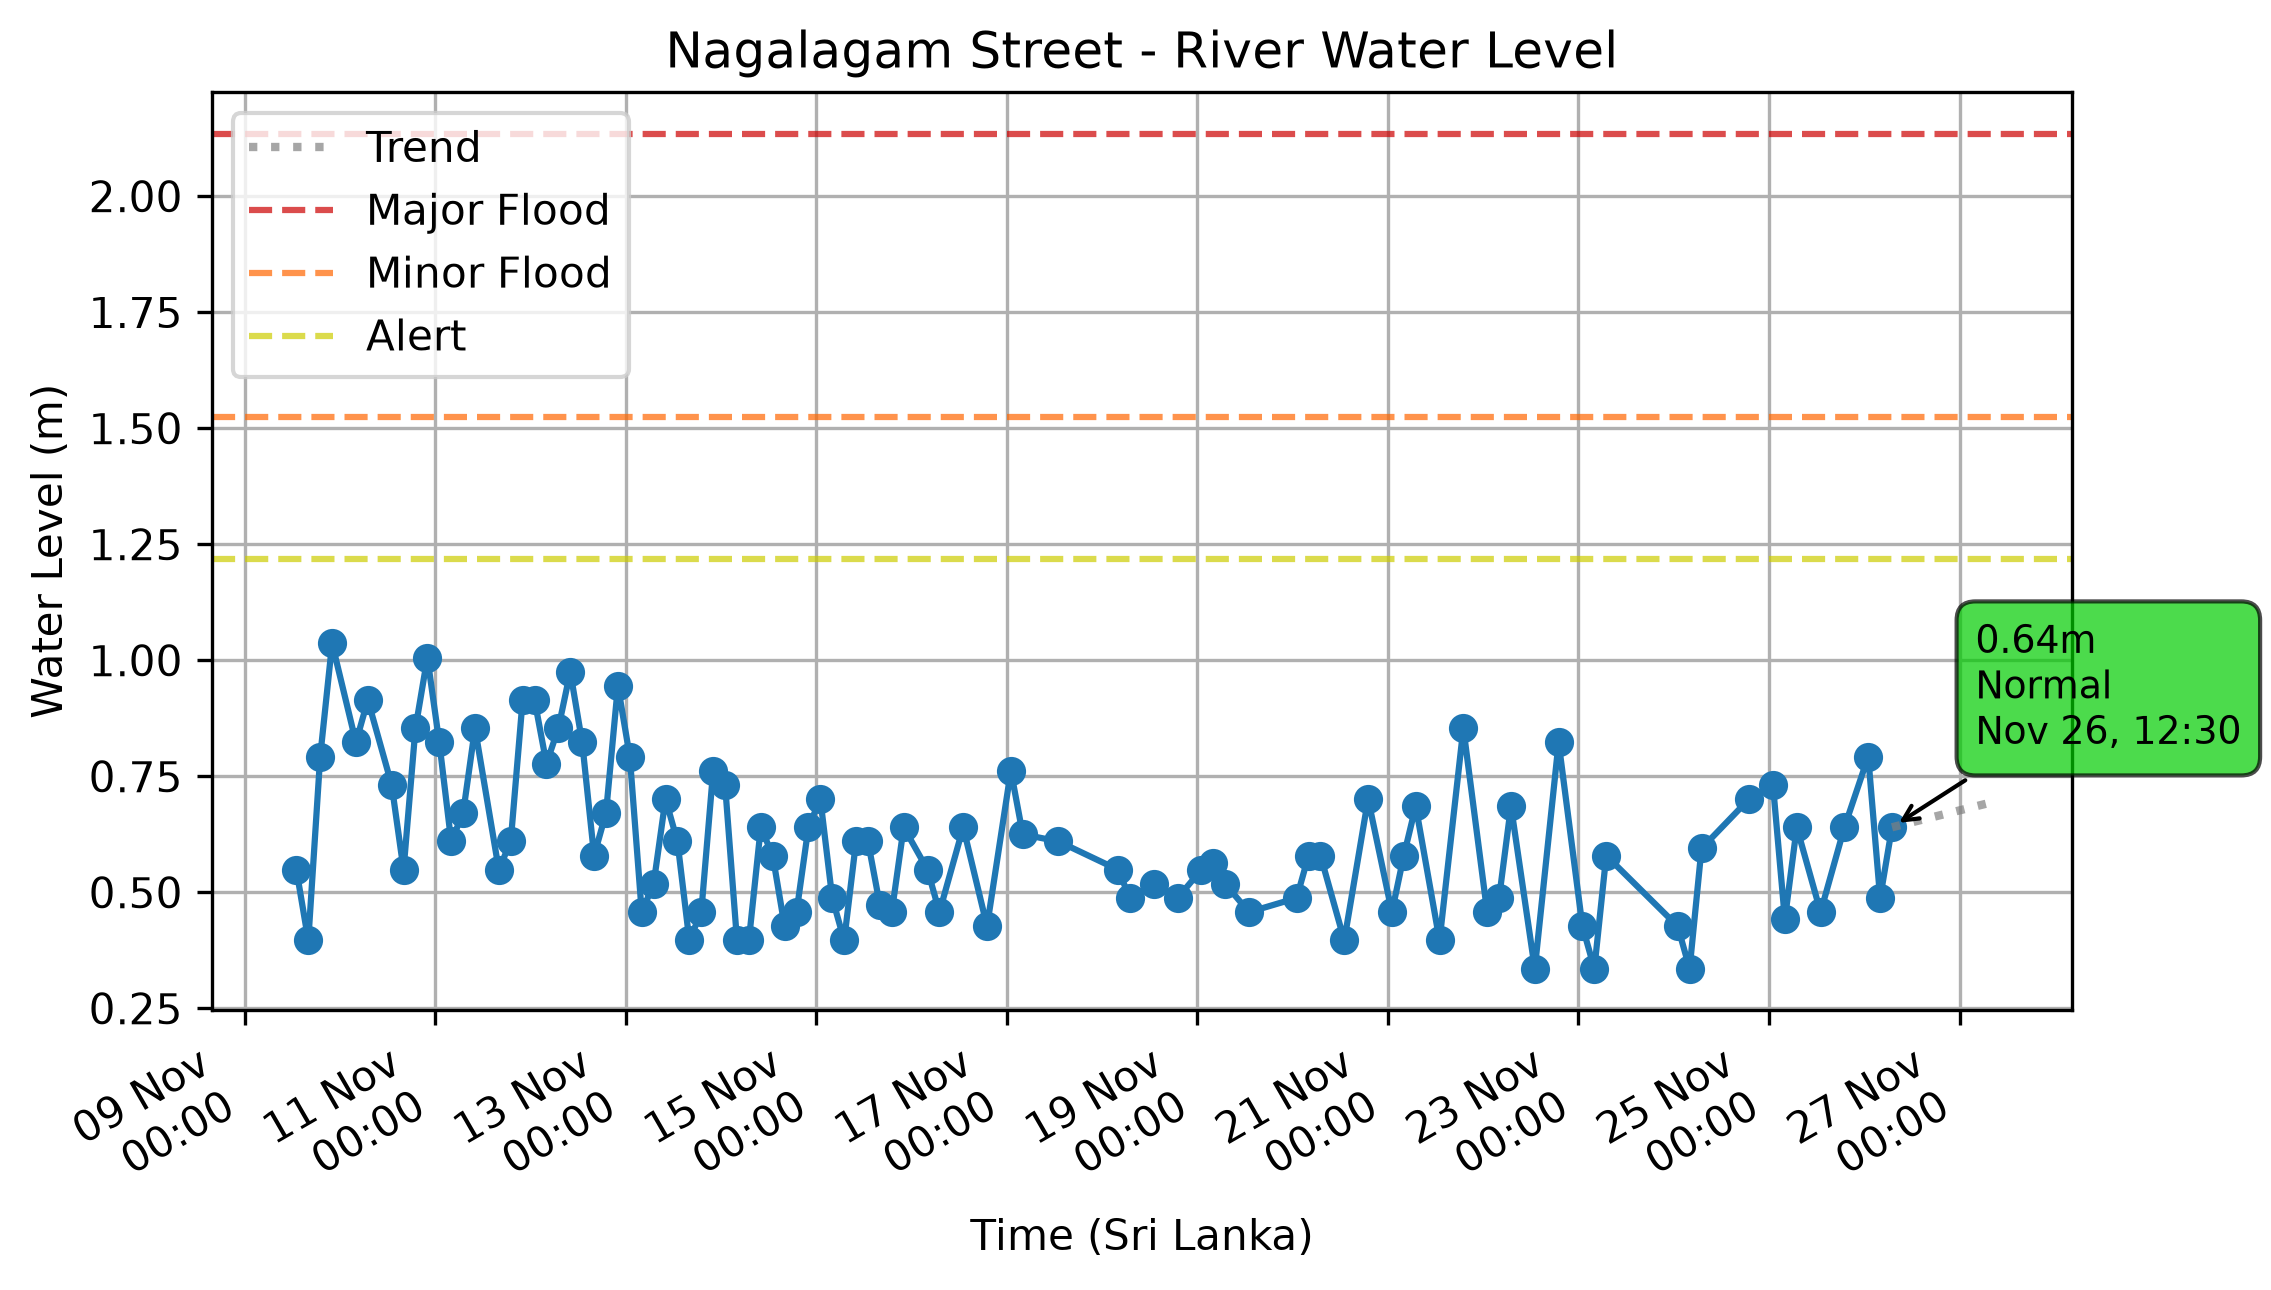 Nagalagam Street - River Water Level
Trend
Major Flood
Minor Flood
Alert
2.00
1.75
1.50
1.25
1.00
0.75
0.50
0.25
Water Level (m)
0.64m
Normal
Nov 26, 12:30
09 Nov
00:00
11 Nov
00:00
13 Nov
00:00
15 Nov
00:00
17 Nov
00:00
19 Nov
00:00
21 Nov
00:00
23 Nov
00:00
25 Nov
00:00
27 Nov
00:00
Time (Sri Lanka)